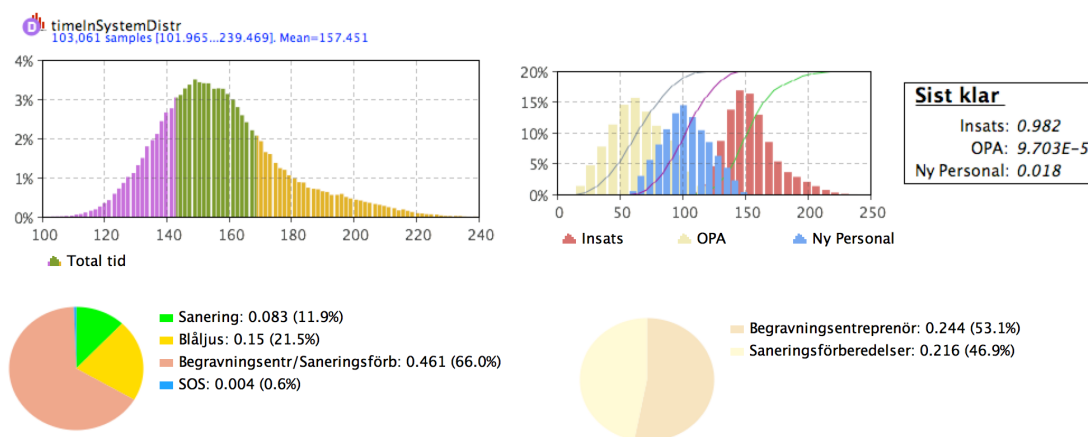 D timeInSystemDistr
103,061 samples [101.965...239.469]. Mean=157.451
4%
3%
2%
1%
0%
100 120 140 160 180 200 220 240
Total tid
20%
15%
10%
5%
0%
0 50 100 150 200 250
Insats OPA Ny Personal
Sist klar
Insats: 0.982
OPA: 9.703E-5
Ny Personal: 0.018
Sanering: 0.083 (11.9%)
Blåljus: 0.15 (21.5%)
Begravningsentr/Saneringsförb: 0.461 (66.0%)
SOS: 0.004 (0.6%)
Begravningsentreprenör: 0.244 (53.1%)
Saneringsförberedelser: 0.216 (46.9%)